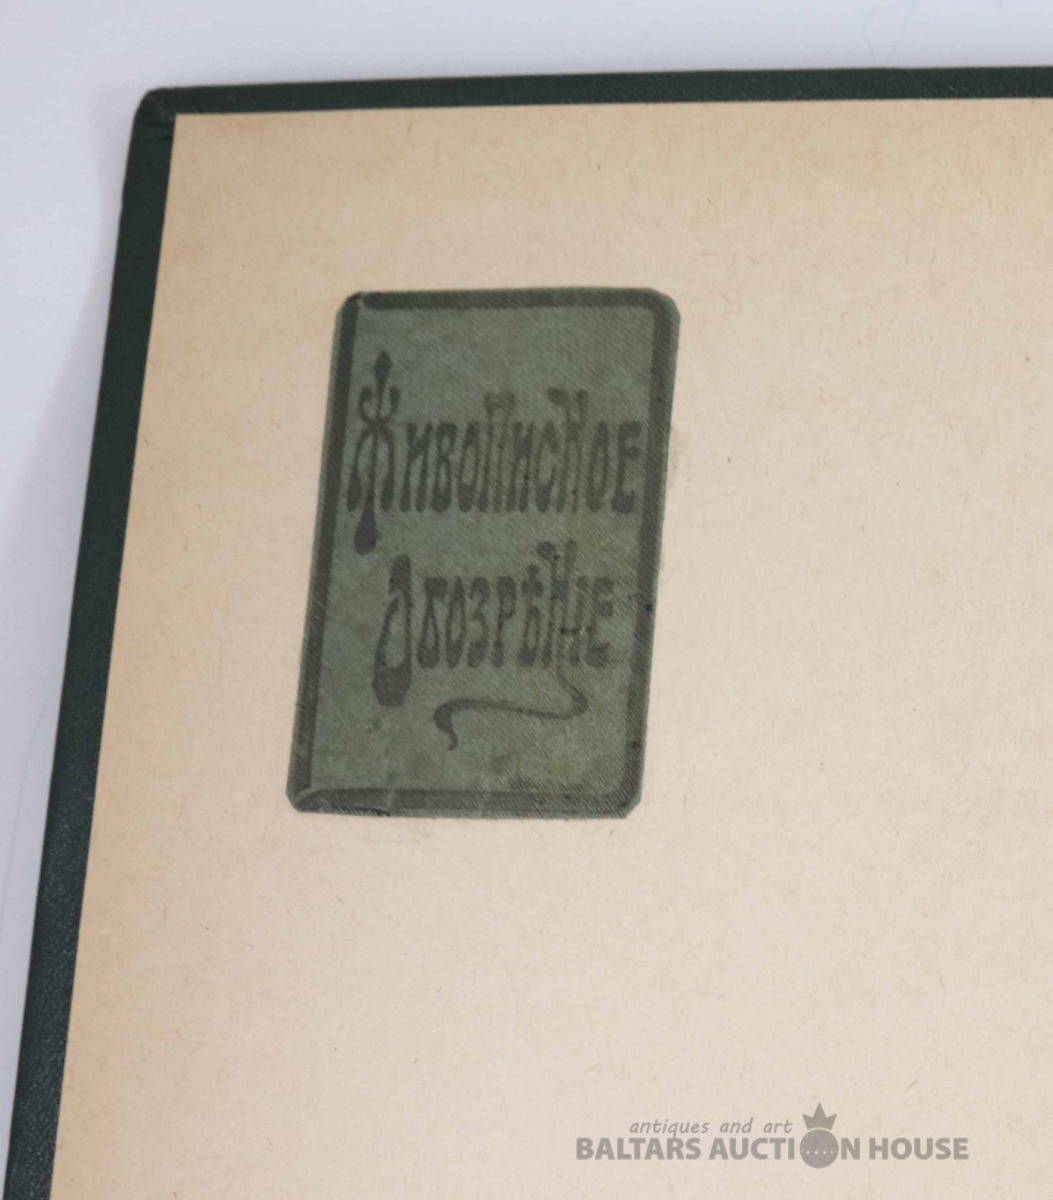 Живописное
Обозрѣніе
antiques and art
BALTARS AUCTION HOUSE